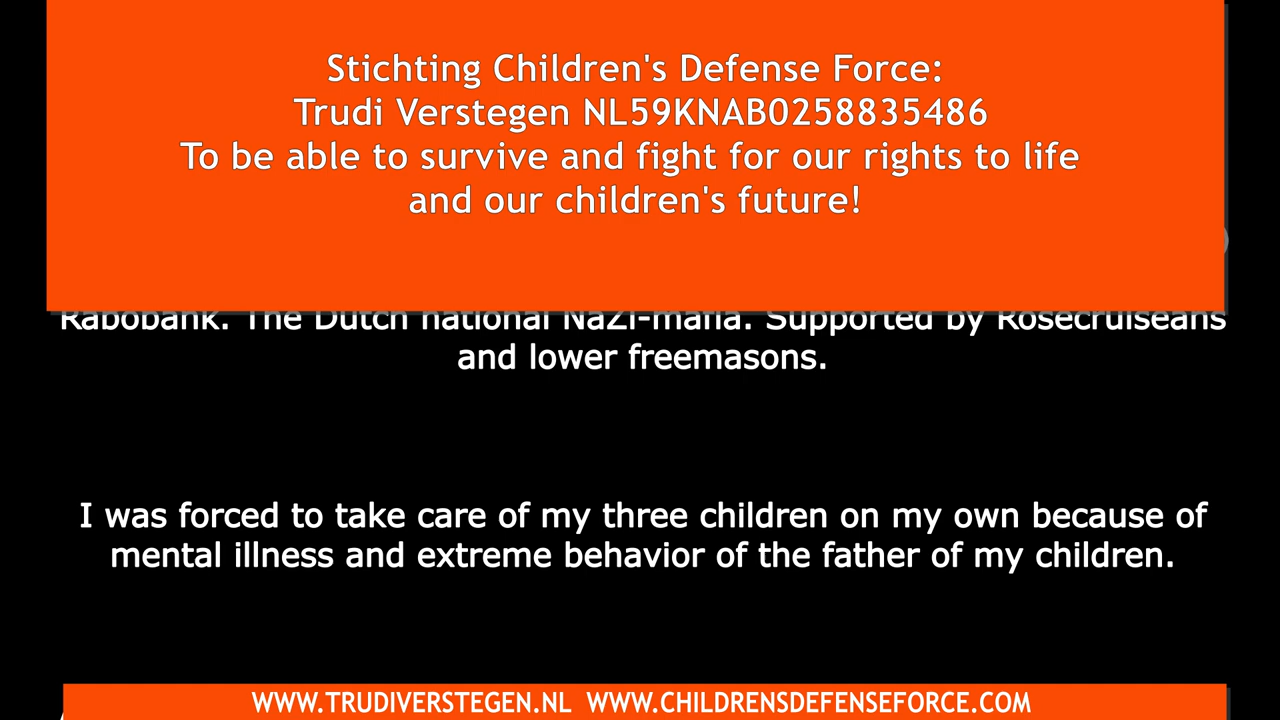 Stichting Children's Defense Force:
Trudi Verstegen NL59KNAB0258835486
To be able to survive and fight for our rights to life
and our children's future!
Rabobank. The Dutch national NaZi-mafia. Supported by Rosecruiseans
and lower freemasons.
I was forced to take care of my three children on my own because of
mental illness and extreme behavior of the father of my children.
WWW.TRUDIVERSTEGEN.NL WWW.CHILDRENSDEFENSEFORCE.COM